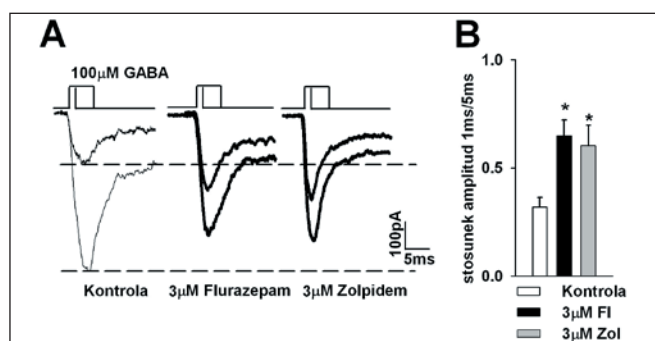 A
100µM GABA
Kontrola
3µM Flurazepam
3µM Zolpidem
100pA
5ms
B
stosunek amplitud 1ms/5ms
1.0
0.5
0.0
*
*
Kontrola
3µM Fl
3µM Zol